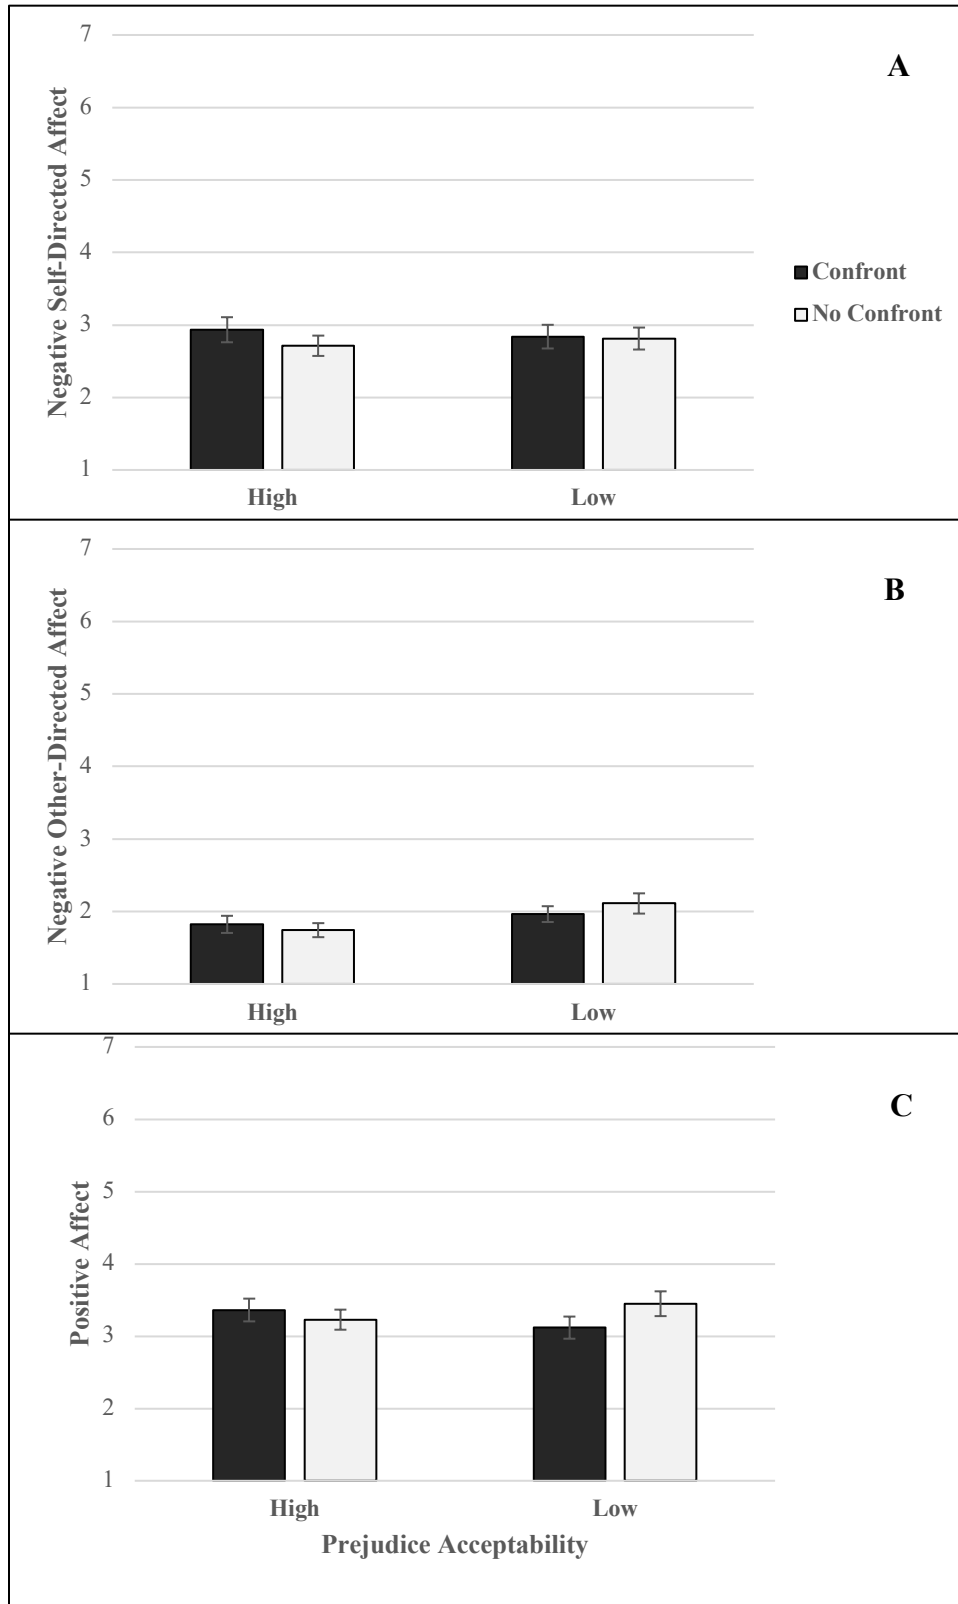 A
Negative Self-Directed Affect
7
6
5
4
3
2
1
High Low
Confront
No Confront
B
Negative Other-Directed Affect
7
6
5
4
3
2
1
High Low
C
Positive Affect
7
6
5
4
3
2
1
High Low
Prejudice Acceptability